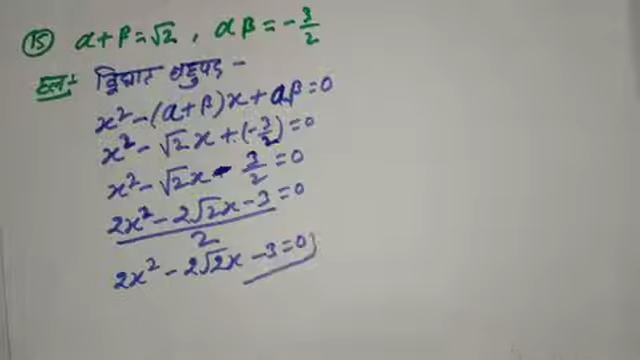 (15) α+β=√2, αβ=-3/2
हल:- द्विघात बहुपद -
x²-(α+β)x+αβ=0
x²-√2x+(-3/2)=0
x²-√2x-3/2=0
2x²-2√2x-3/2=0
2x²-2√2x-3=0